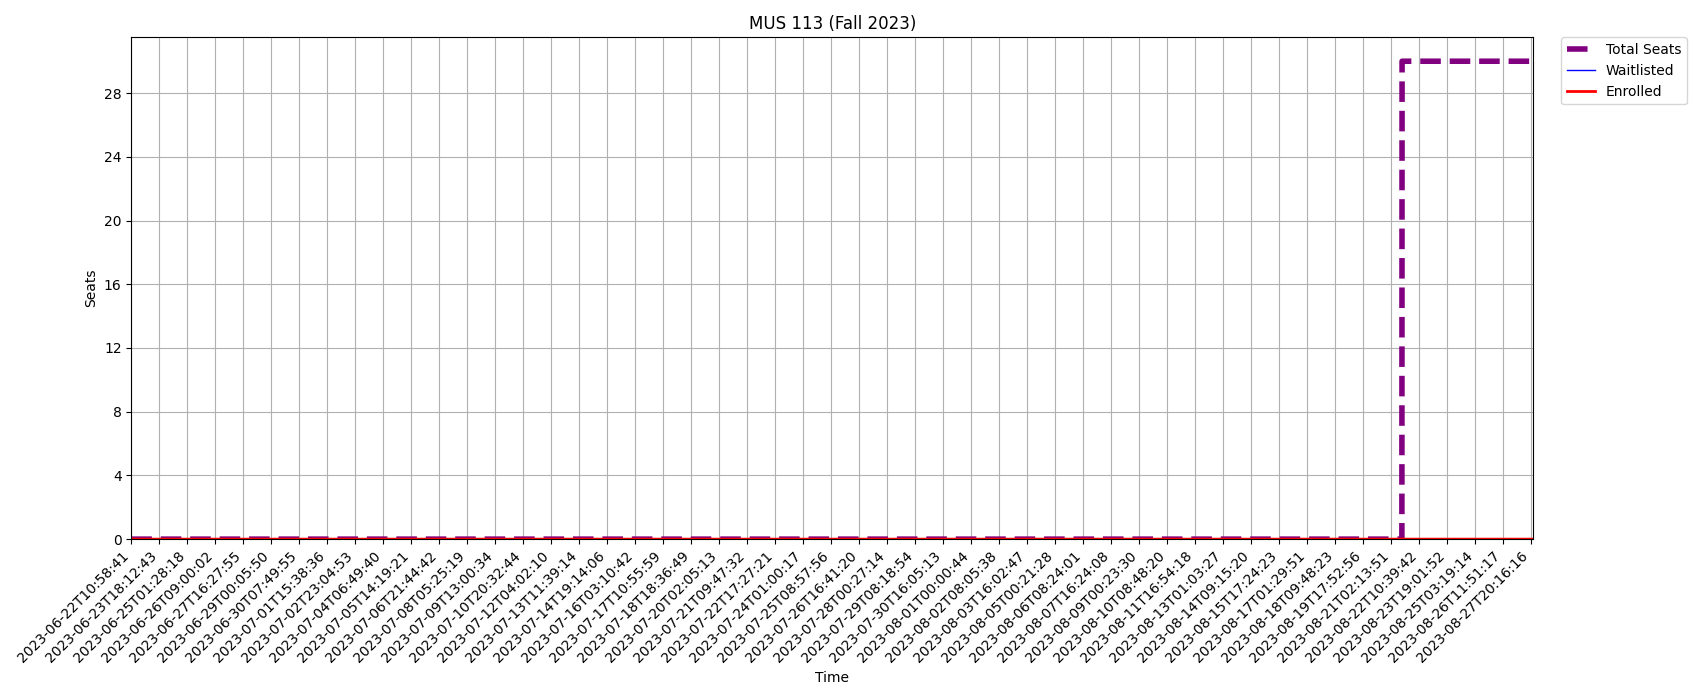 MUS 113 (Fall 2023)
Total Seats
Waitlisted
Enrolled
Seats
28
24
20
16
12
8
4
0
2023-06-22T10:58:41
2023-06-23T18:12:43
2023-06-25T01:28:18
2023-06-26T09:00:02
2023-06-27T16:27:55
2023-06-29T00:05:50
2023-06-30T07:49:55
2023-07-01T15:38:36
2023-07-02T23:04:53
2023-07-04T06:49:40
2023-07-05T14:19:21
2023-07-06T21:44:42
2023-07-08T05:25:19
2023-07-09T13:00:34
2023-07-10T20:32:44
2023-07-12T04:02:10
2023-07-13T11:39:14
2023-07-14T19:14:06
2023-07-16T03:10:42
2023-07-17T10:55:59
2023-07-18T18:36:49
2023-07-20T02:05:13
2023-07-21T09:47:32
2023-07-22T17:27:21
2023-07-24T01:00:17
2023-07-25T08:57:56
2023-07-26T16:41:20
2023-07-28T00:27:14
2023-07-29T08:18:54
2023-07-30T16:05:13
2023-08-01T00:00:44
2023-08-02T08:05:38
2023-08-03T16:02:47
2023-08-05T00:21:28
2023-08-06T08:24:01
2023-08-07T16:24:08
2023-08-09T00:23:30
2023-08-10T08:48:20
2023-08-11T16:54:18
2023-08-13T01:03:27
2023-08-14T09:15:20
2023-08-15T17:24:23
2023-08-17T01:29:51
2023-08-18T09:48:23
2023-08-19T17:52:56
2023-08-21T02:13:51
2023-08-22T10:39:42
2023-08-23T19:01:52
2023-08-25T03:19:14
2023-08-26T11:51:17
2023-08-27T20:16:16
Time